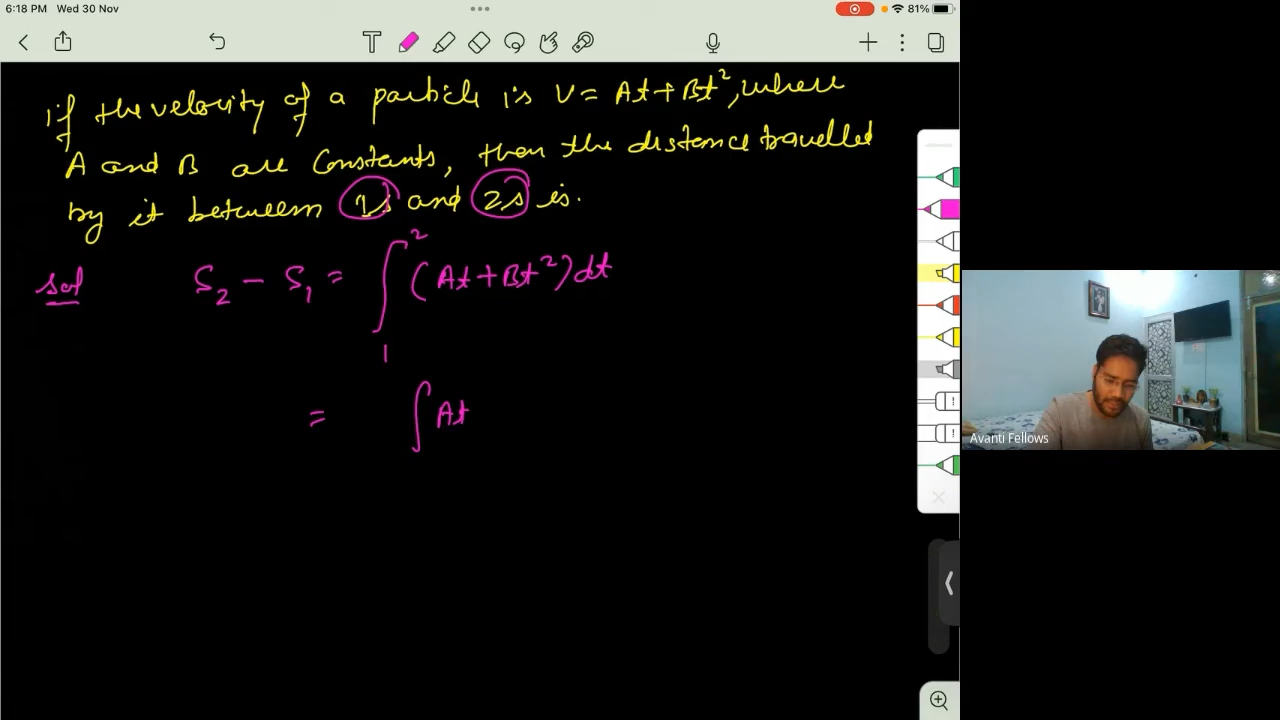 6:18 PM Wed 30 Nov
81%
If the velocity of a particle is V = At + Bt², where
A and B are Constants, then the distance travelled
by it between 1s and 2s is.
Sol S₂ - S₁ = ∫₁² (At + Bt²) dt
= ∫ At
Avanti Fellows